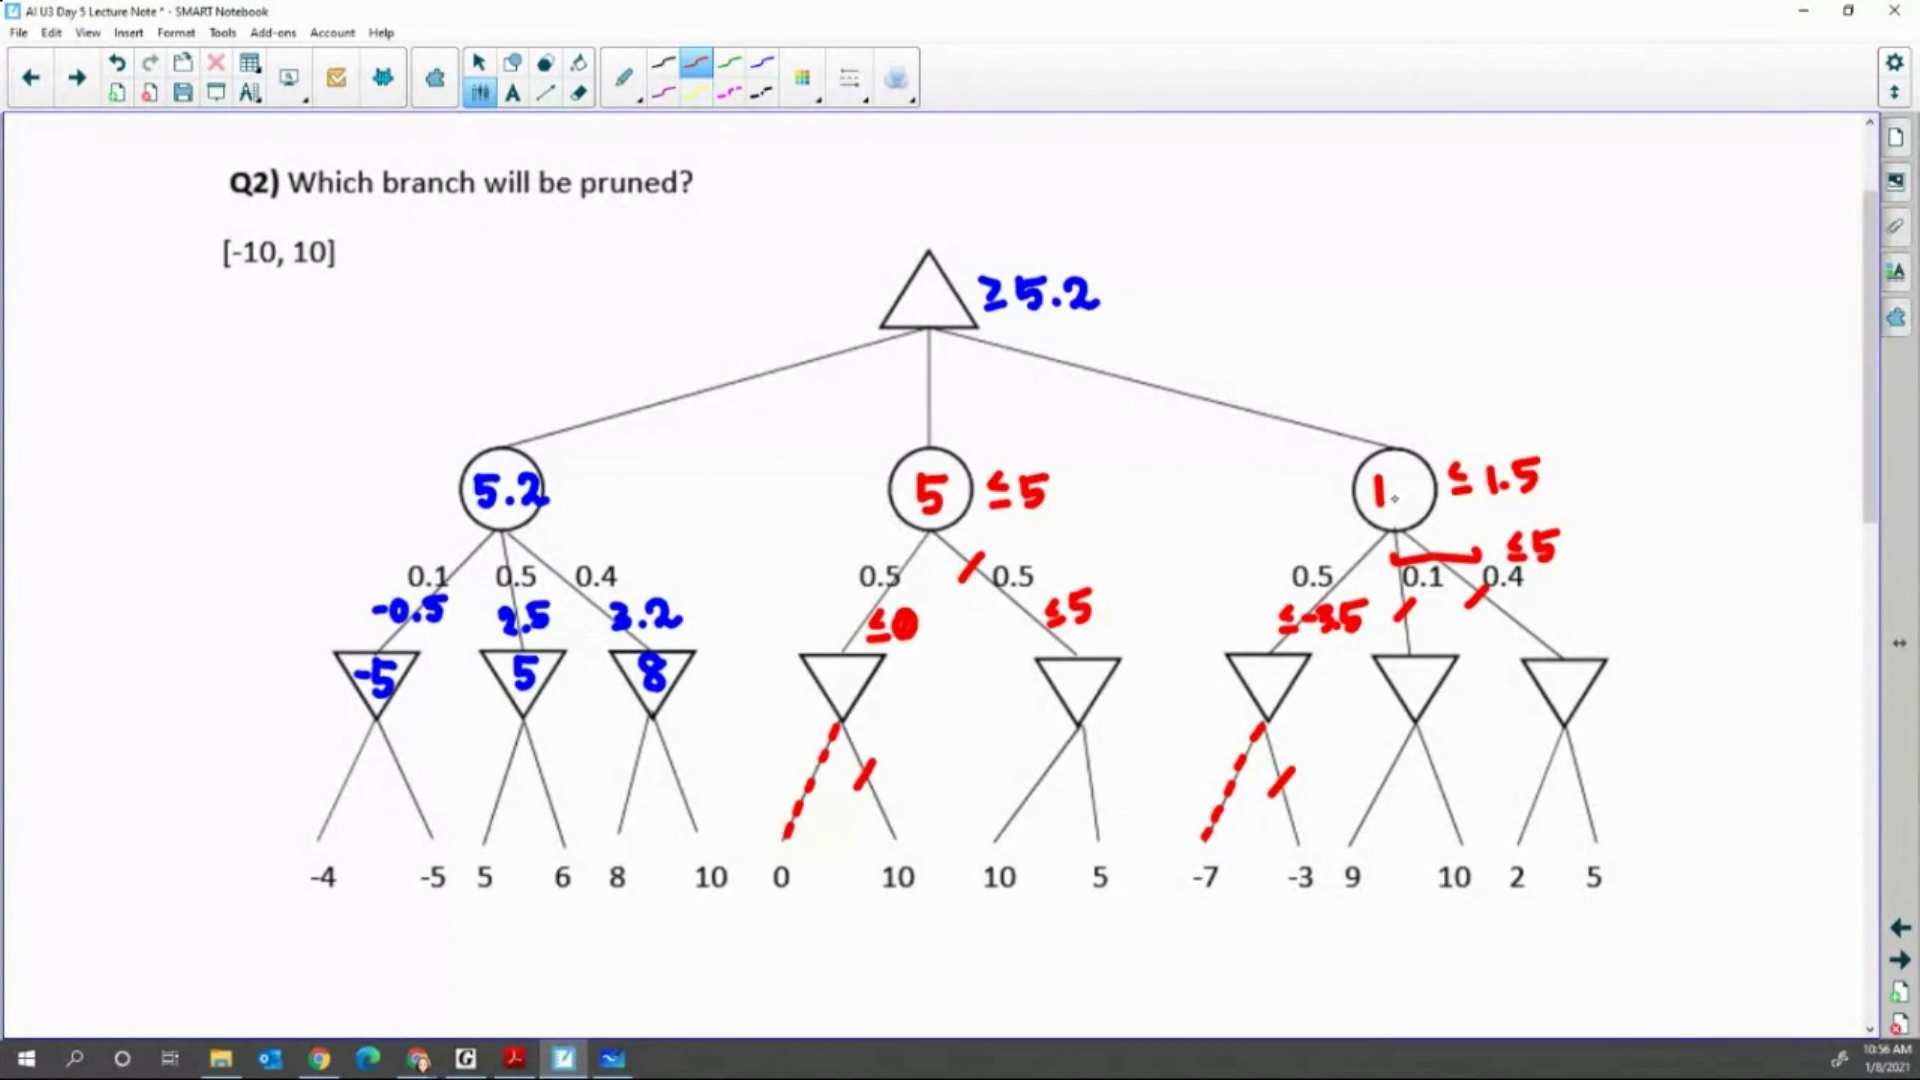 AI U3 Day 5 Lecture Note * - SMART Notebook
File Edit View Insert Format Tools Add-ons Account Help
Q2) Which branch will be pruned?
[-10, 10]
≥5.2
5.2 5 ≤5 1. ≤1.5
≤5
0.1 0.5 0.4 0.5 0.5 0.5 0.1 0.4
-0.5 2.5 3.2 ≤0 ≤5 ≤-3.5
-5 5 8
-4 -5 5 6 8 10 0 10 10 5 -7 -3 9 10 2 5
10:56 AM
1/8/2021